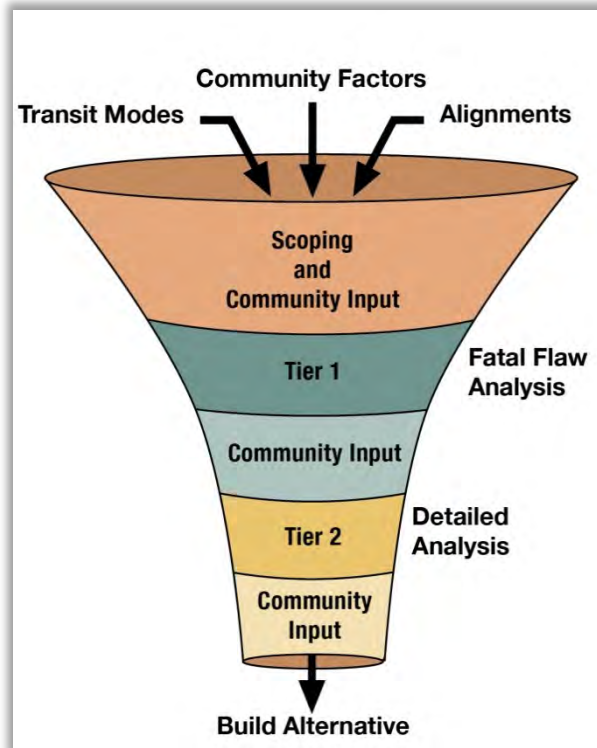 Community Factors
Transit Modes
Alignments
Scoping
and
Community Input
Tier 1
Fatal Flaw
Analysis
Community Input
Tier 2
Detailed
Analysis
Community
Input
Build Alternative